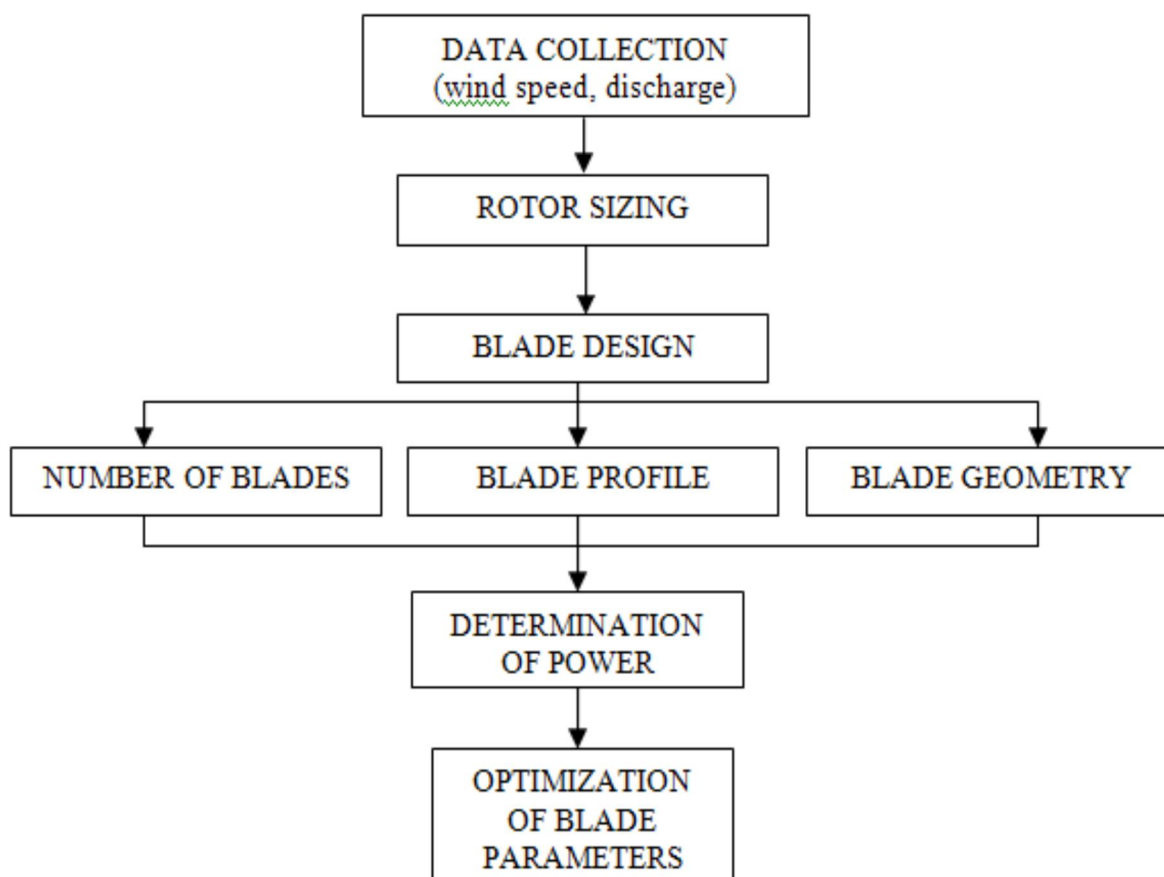 DATA COLLECTION
(wind speed, discharge)
ROTOR SIZING
BLADE DESIGN
NUMBER OF BLADES
BLADE PROFILE
BLADE GEOMETRY
DETERMINATION
OF POWER
OPTIMIZATION
OF BLADE
PARAMETERS